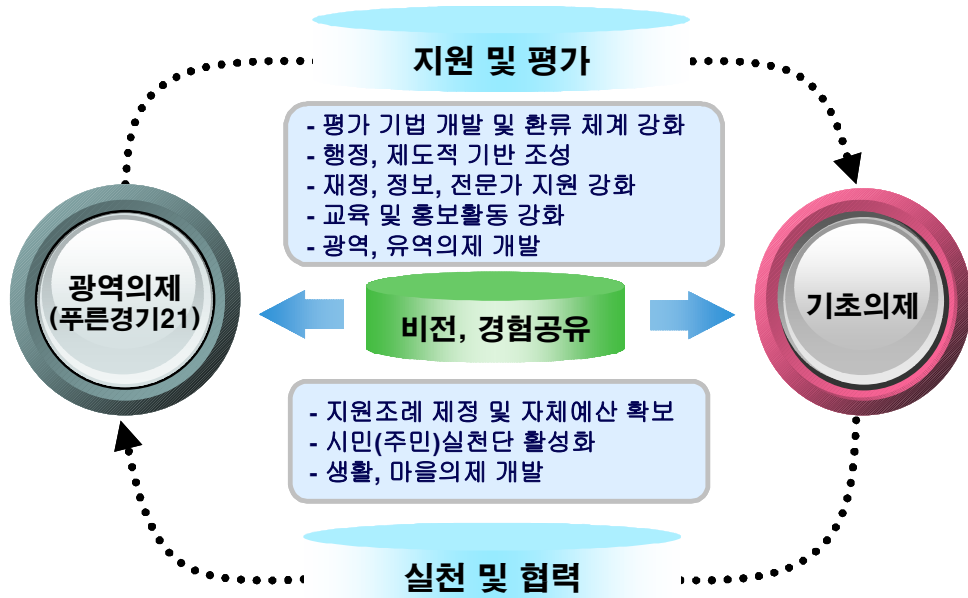 지원 및 평가
- 평가 기법 개발 및 환류 체계 강화
- 행정, 제도적 기반 조성
- 재정, 정보, 전문가 지원 강화
- 교육 및 홍보활동 강화
- 광역, 유역의제 개발
광역의제
(푸른경기21)
비전, 경험공유
기초의제
- 지원조례 제정 및 자체예산 확보
- 시민(주민)실천단 활성화
- 생활, 마을의제 개발
실천 및 협력